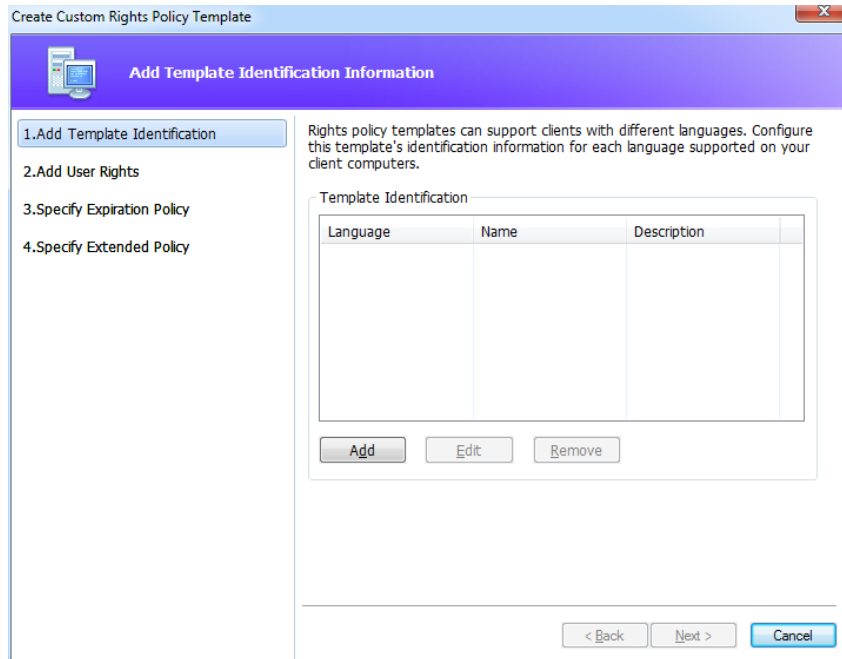 Create Custom Rights Policy Template
X
Add Template Identification Information
1.Add Template Identification
2.Add User Rights
3.Specify Expiration Policy
4.Specify Extended Policy
Rights policy templates can support clients with different languages. Configure
this template's identification information for each language supported on your
client computers.
Template Identification
Language Name Description
Add Edit Remove
< Back Next > Cancel